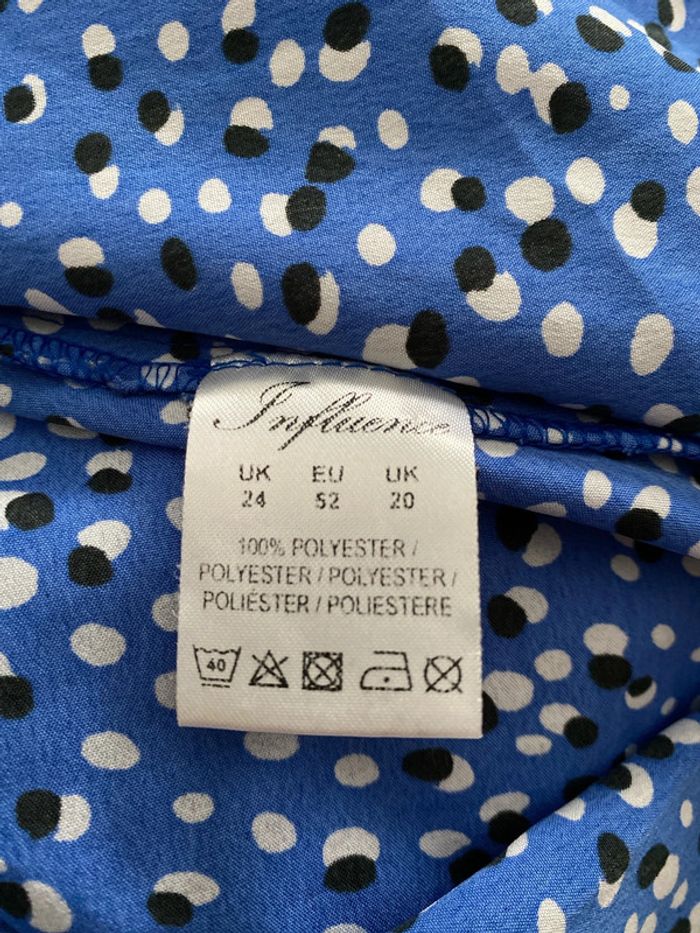 Influence
UK EU UK
24 52 20
100% POLYESTER /
POLYESTER / POLYESTER /
POLIÉSTER / POLIESTERE
40